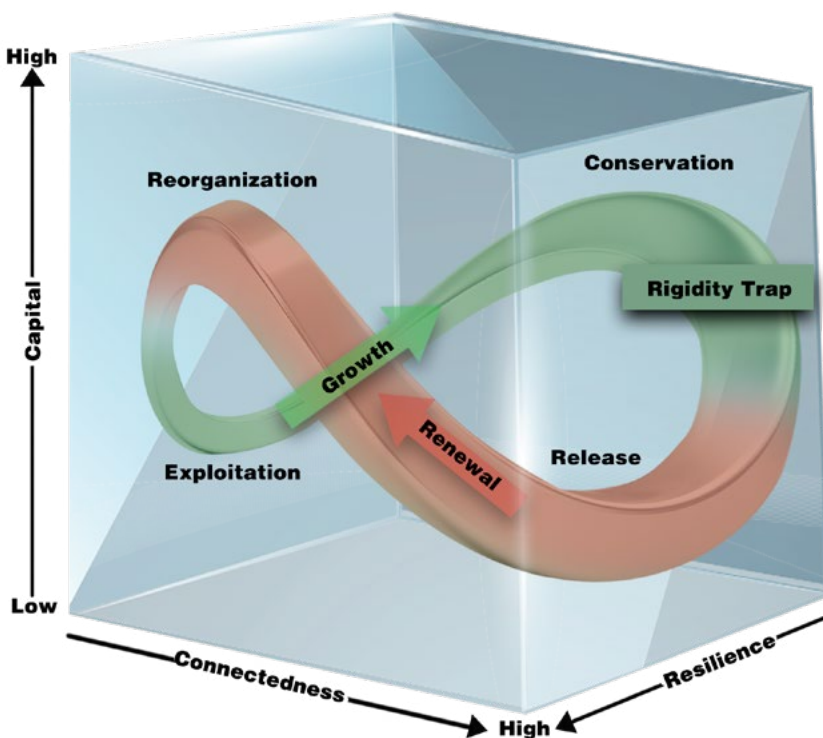 High
Conservation
Reorganization
Rigidity Trap
Capital
Growth
Renewal
Release
Exploitation
Low
Connectedness
Resilience
High